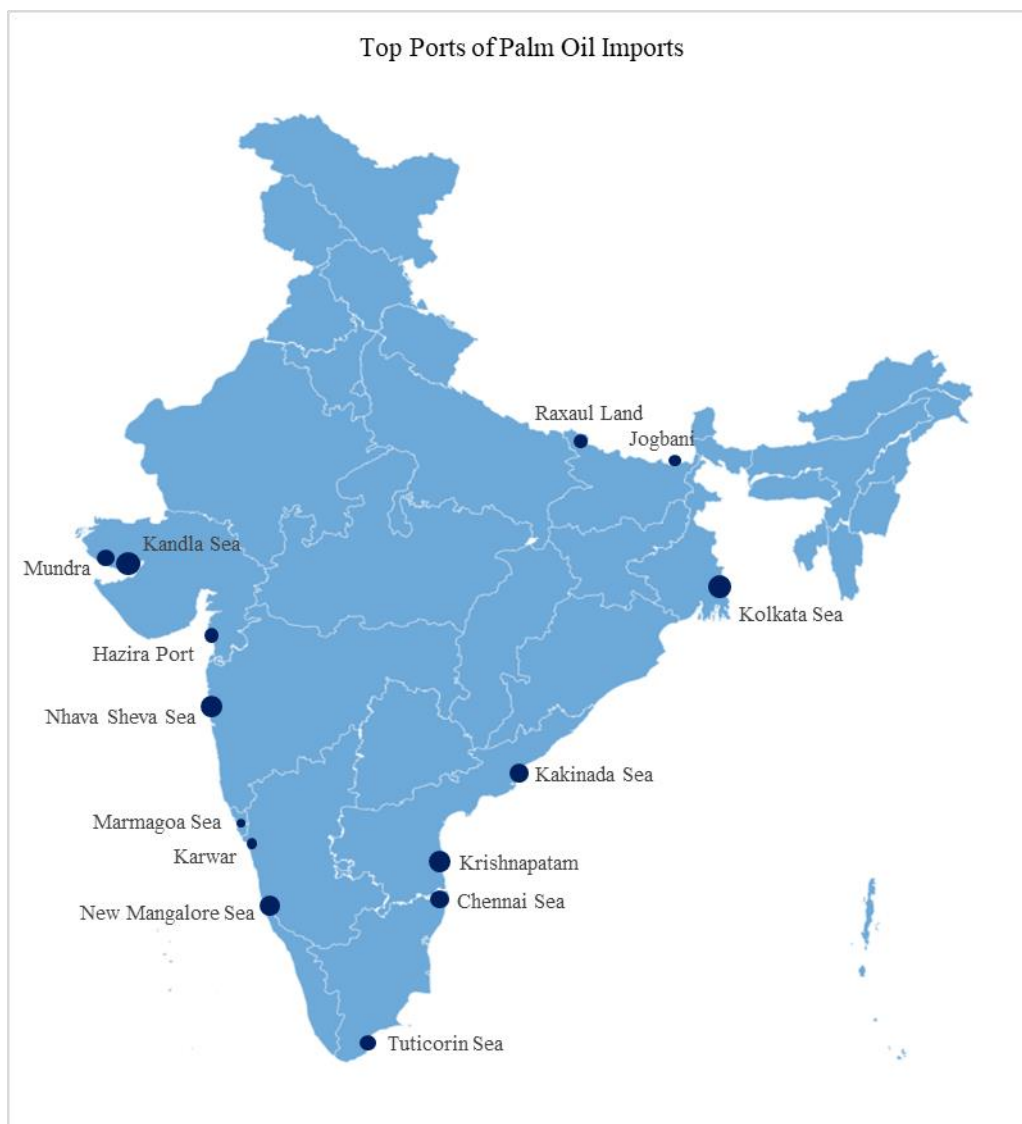 Top Ports of Palm Oil Imports
Raxaul Land
Jogbani
Kandla Sea
Mundra
Kolkata Sea
Hazira Port
Nhava Sheva Sea
Kakinada Sea
Marmagoa Sea
Karwar
Krishnapatam
Chennai Sea
New Mangalore Sea
Tuticorin Sea